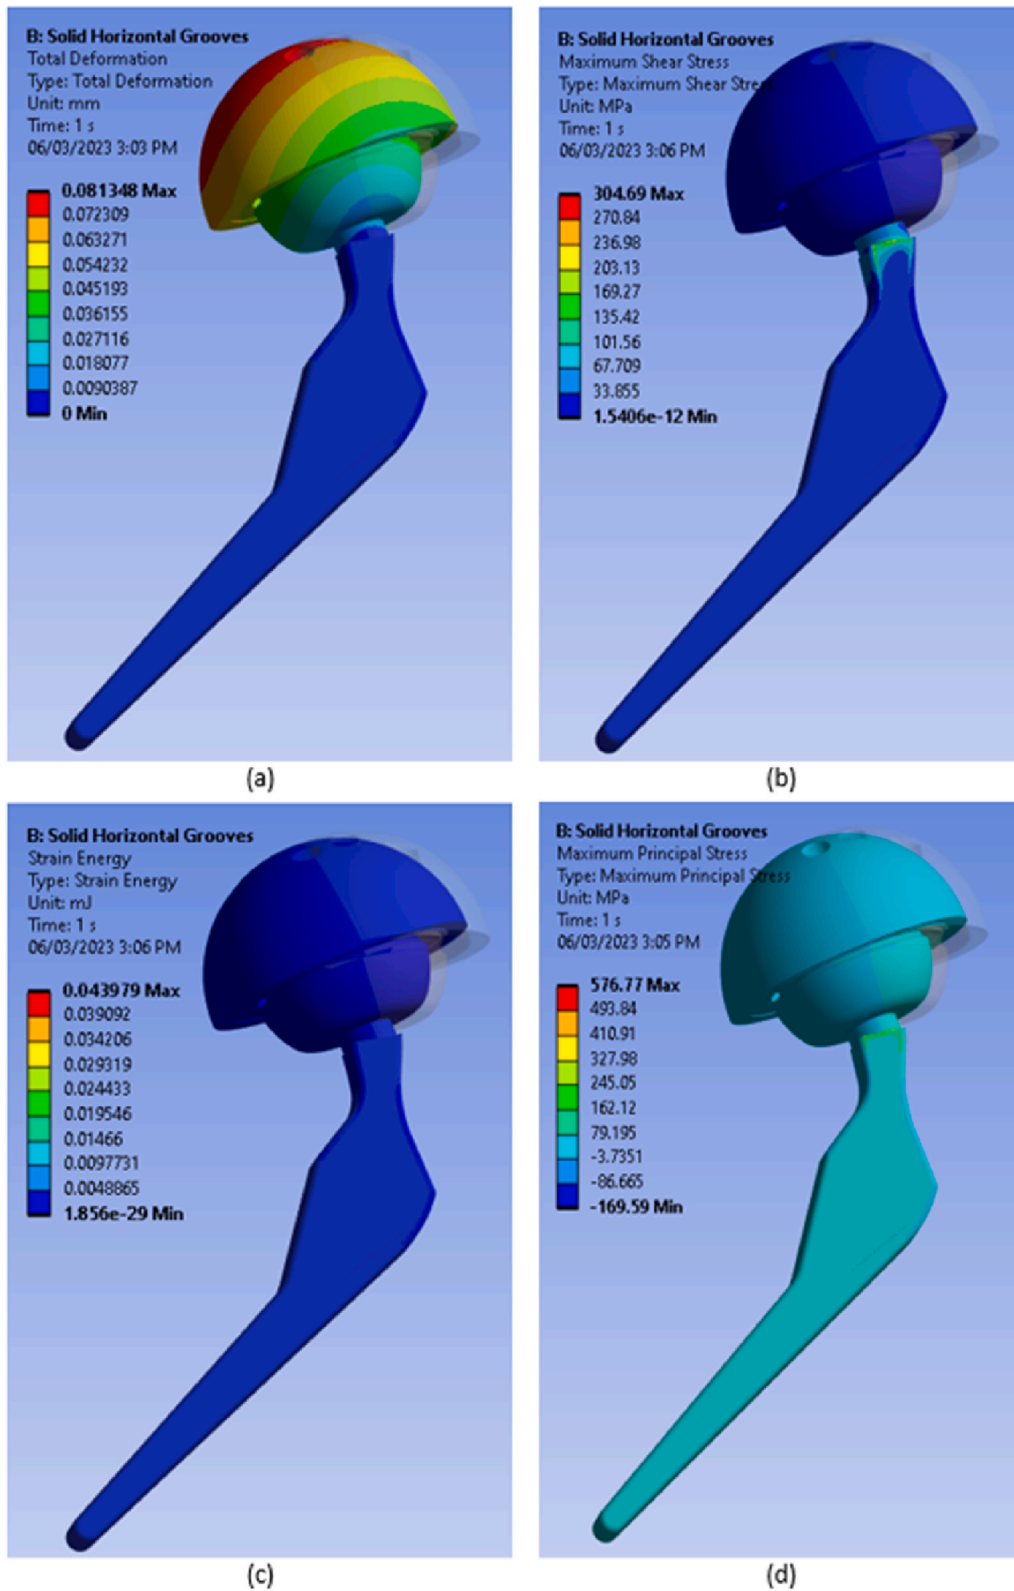 B: Solid Horizontal Grooves
Total Deformation
Type: Total Deformation
Unit: mm
Time: 1 s
06/03/2023 3:03 PM
0.081348 Max
0.072309
0.063271
0.054232
0.045193
0.036155
0.027116
0.018077
0.0090387
0 Min
(a)
B: Solid Horizontal Grooves
Maximum Shear Stress
Type: Maximum Shear Stress
Unit: MPa
Time: 1 s
06/03/2023 3:06 PM
304.69 Max
270.84
236.98
203.13
169.27
135.42
101.56
67.709
33.855
1.5406e-12 Min
(b)
B: Solid Horizontal Grooves
Strain Energy
Type: Strain Energy
Unit: mJ
Time: 1 s
06/03/2023 3:06 PM
0.043979 Max
0.039092
0.034206
0.029319
0.024433
0.019546
0.01466
0.0097731
0.0048865
1.856e-29 Min
(c)
B: Solid Horizontal Grooves
Maximum Principal Stress
Type: Maximum Principal Stress
Unit: MPa
Time: 1 s
06/03/2023 3:05 PM
576.77 Max
493.84
410.91
327.98
245.05
162.12
79.195
-3.7351
-86.665
-169.59 Min
(d)